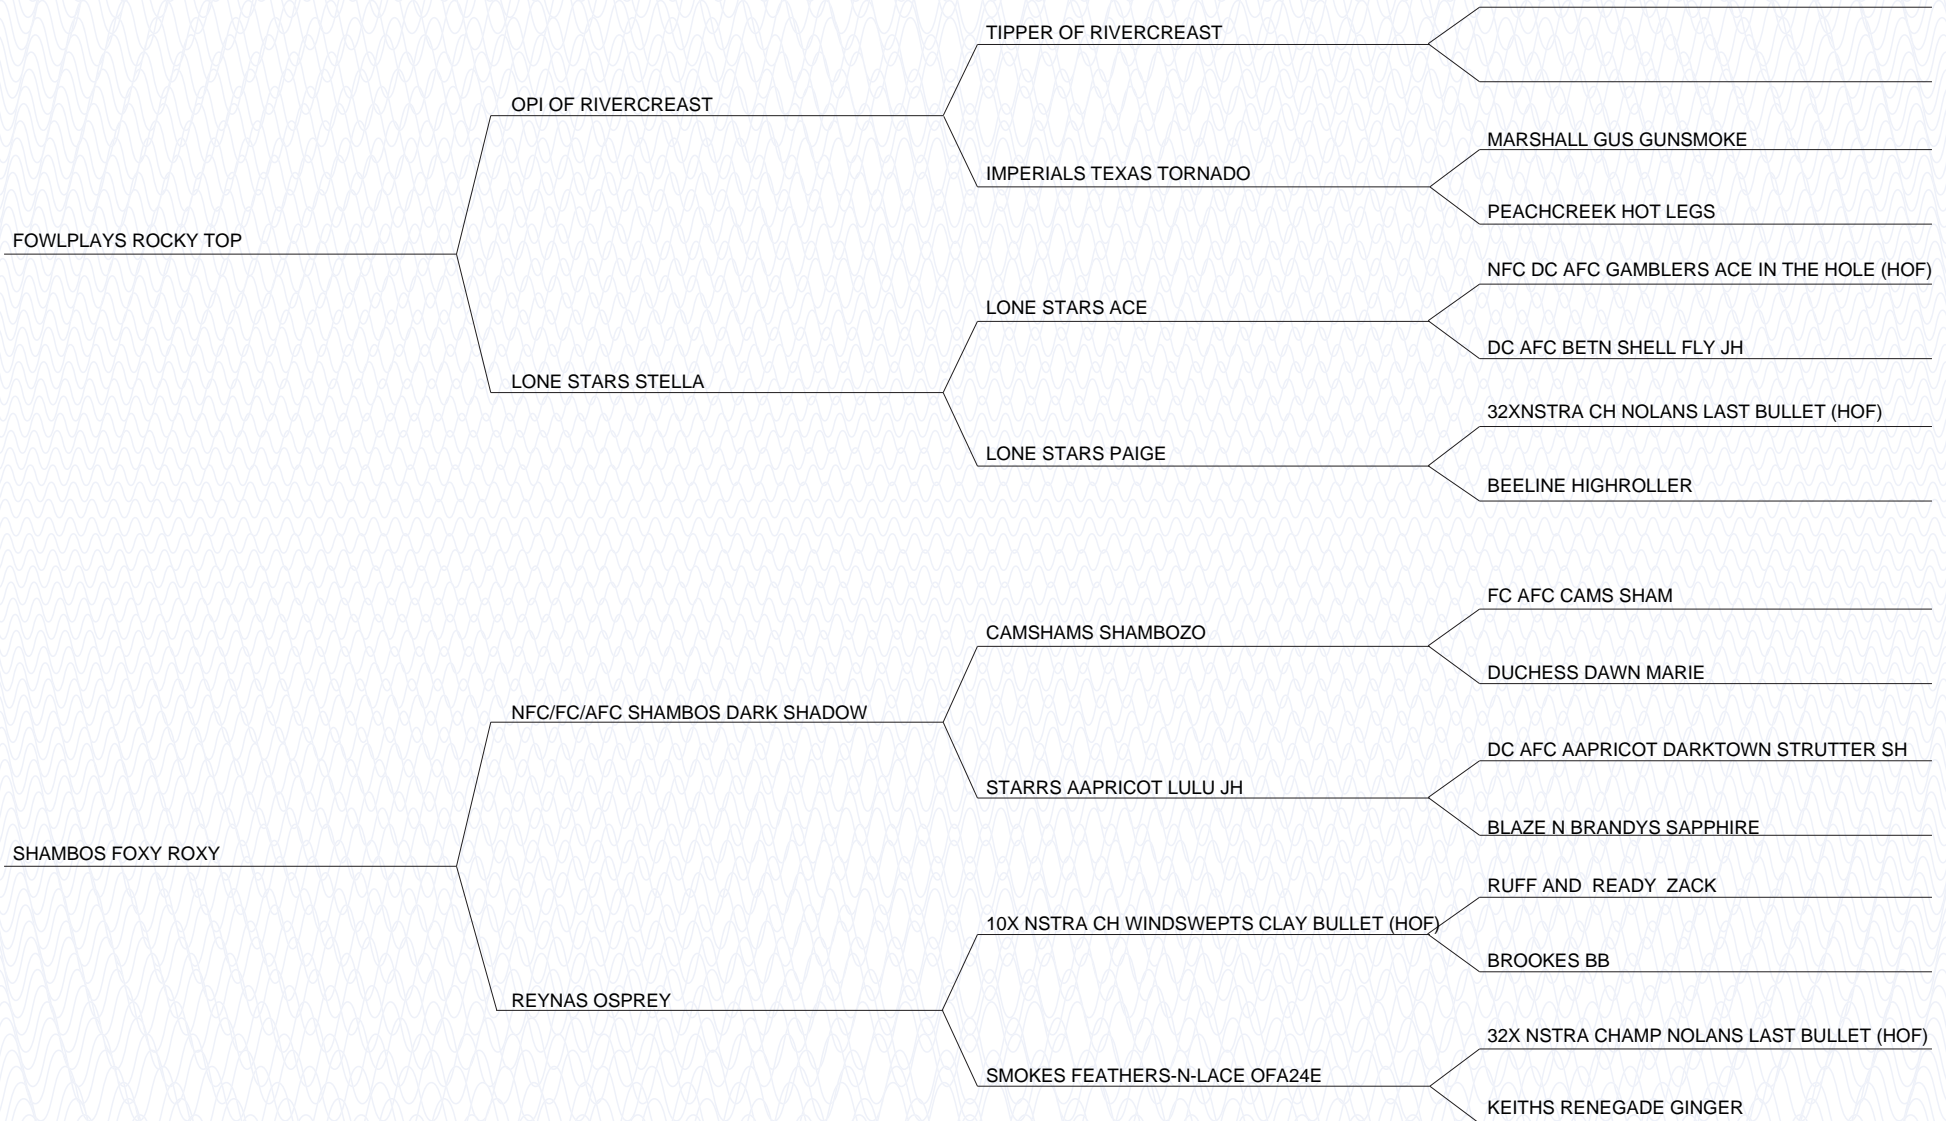 TIPPER OF RIVERCREAST
OPI OF RIVERCREAST
MARSHALL GUS GUNSMOKE
IMPERIALS TEXAS TORNADO
PEACHCREEK HOT LEGS
FOWLPLAYS ROCKY TOP
NFC DC AFC GAMBLERS ACE IN THE HOLE (HOF)
LONE STARS ACE
DC AFC BETN SHELL FLY JH
LONE STARS STELLA
32XNSTRA CH NOLANS LAST BULLET (HOF)
LONE STARS PAIGE
BEELINE HIGHROLLER
FC AFC CAMS SHAM
CAMSHAMS SHAMBOZO
DUCHESS DAWN MARIE
NFC/FC/AFC SHAMBOS DARK SHADOW
DC AFC AAPRICOT DARKTOWN STRUTTER SH
STARRS AAPRICOT LULU JH
BLAZE N BRANDYS SAPPHIRE
SHAMBOS FOXY ROXY
RUFF AND  READY  ZACK
10X NSTRA CH WINDSWEPTS CLAY BULLET (HOF)
BROOKES BB
REYNAS OSPREY
32X NSTRA CHAMP NOLANS LAST BULLET (HOF)
SMOKES FEATHERS-N-LACE OFA24E
KEITHS RENEGADE GINGER